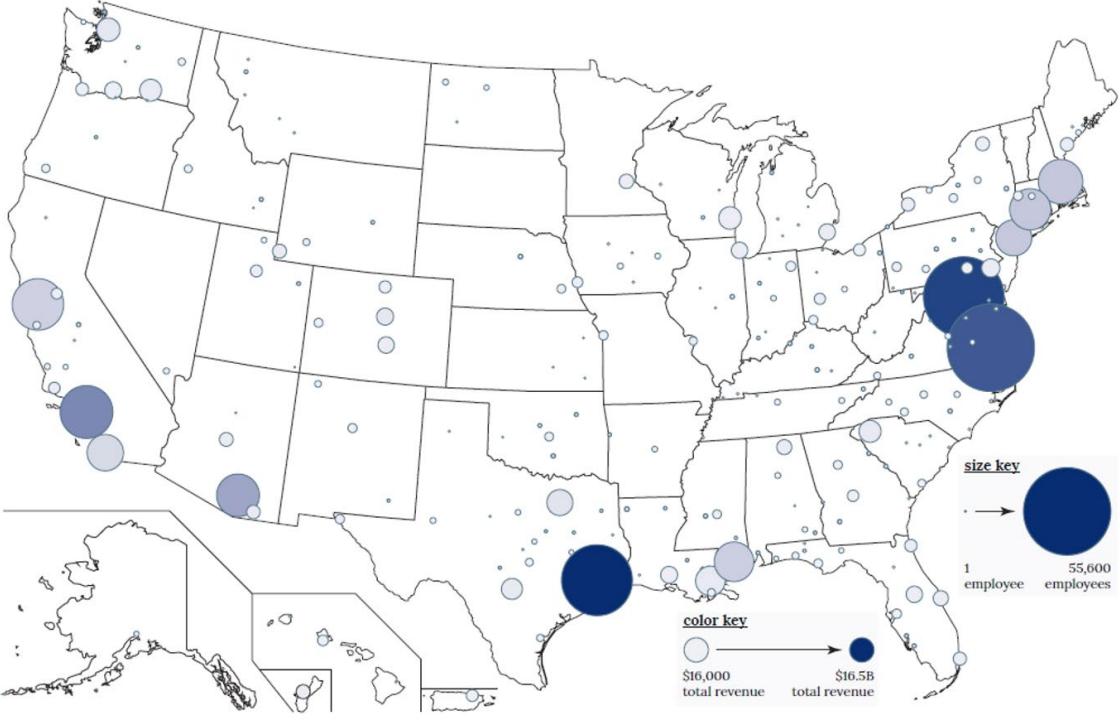 size key
1
employee
55,600
employees
color key
$16,000
total revenue
$16.5B
total revenue